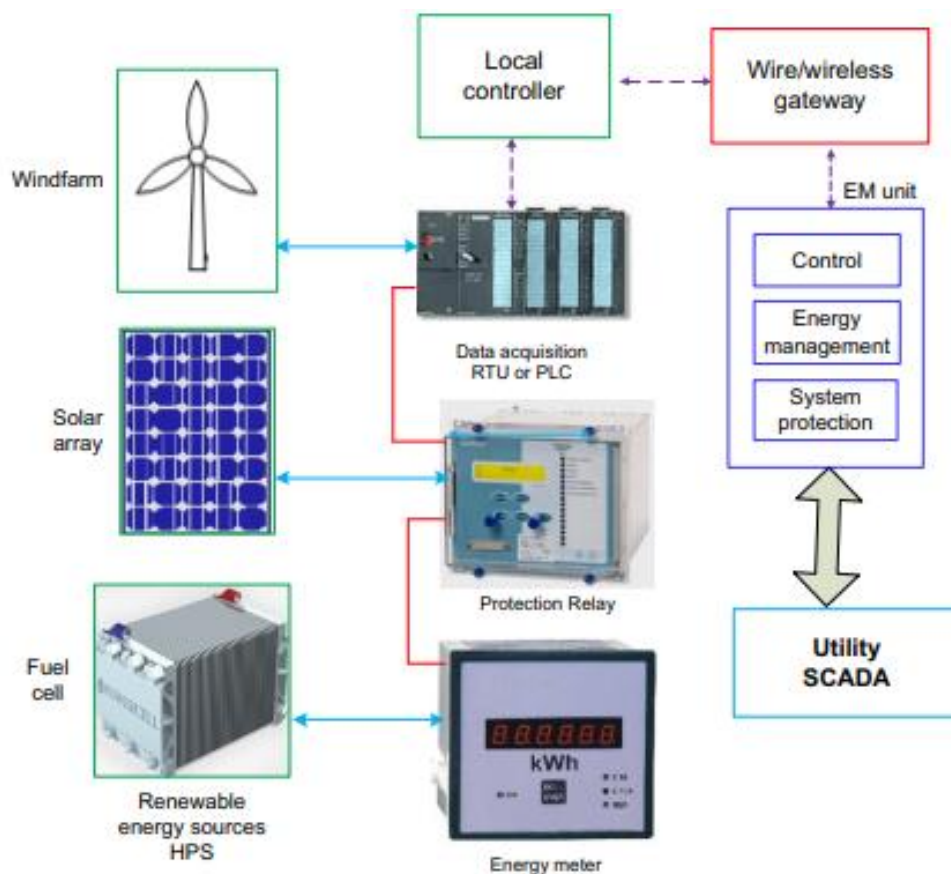 Local
controller
Wire/wireless
gateway
Windfarm
EM unit
Control
Energy
management
System
protection
Data acquisition
RTU or PLC
Solar
array
Protection Relay
Fuel
cell
Utility
SCADA
kWh
Renewable
energy sources
HPS
Energy meter